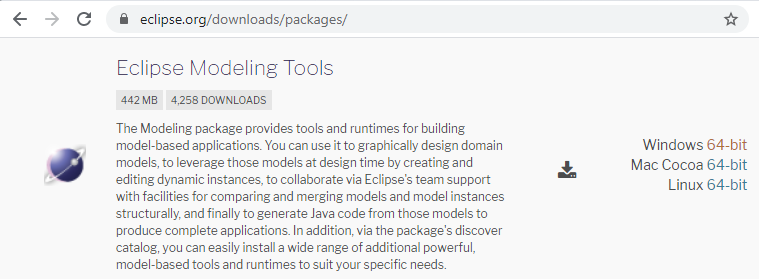 eclipse.org/downloads/packages/
Eclipse Modeling Tools
442 MB 4,258 DOWNLOADS
The Modeling package provides tools and runtimes for building
model-based applications. You can use it to graphically design domain
models, to leverage those models at design time by creating and
editing dynamic instances, to collaborate via Eclipse's team support
with facilities for comparing and merging models and model instances
structurally, and finally to generate Java code from those models to
produce complete applications. In addition, via the package's discover
catalog, you can easily install a wide range of additional powerful,
model-based tools and runtimes to suit your specific needs.
Windows 64-bit
Mac Cocoa 64-bit
Linux 64-bit